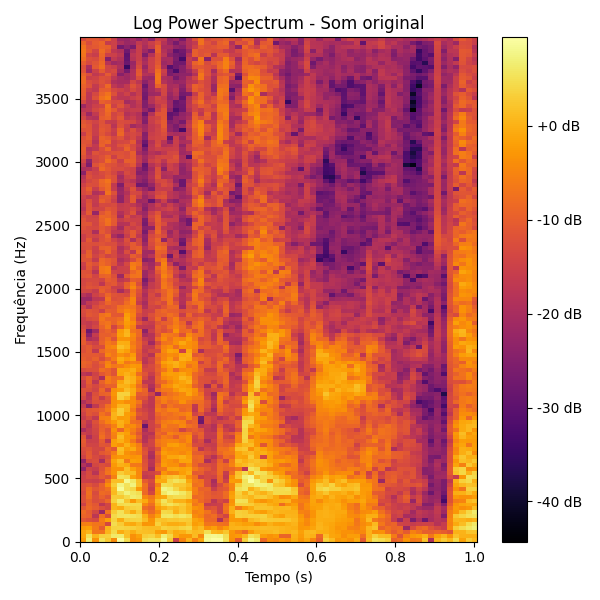 Log Power Spectrum - Som original
Frequência (Hz)
3500
3000
2500
2000
1500
1000
500
0
0.0 0.2 0.4 0.6 0.8 1.0
Tempo (s)
+0 dB
-10 dB
-20 dB
-30 dB
-40 dB